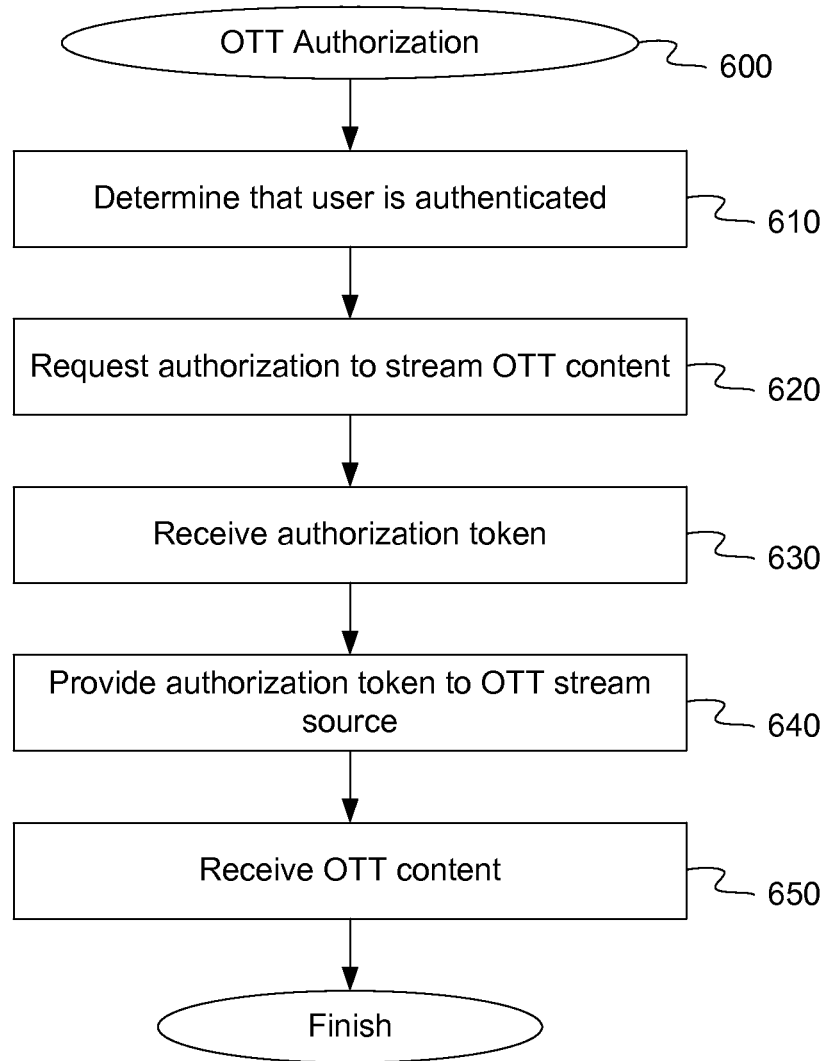 OTT Authorization
600
Determine that user is authenticated
610
Request authorization to stream OTT content
620
Receive authorization token
630
Provide authorization token to OTT stream
source
640
Receive OTT content
650
Finish